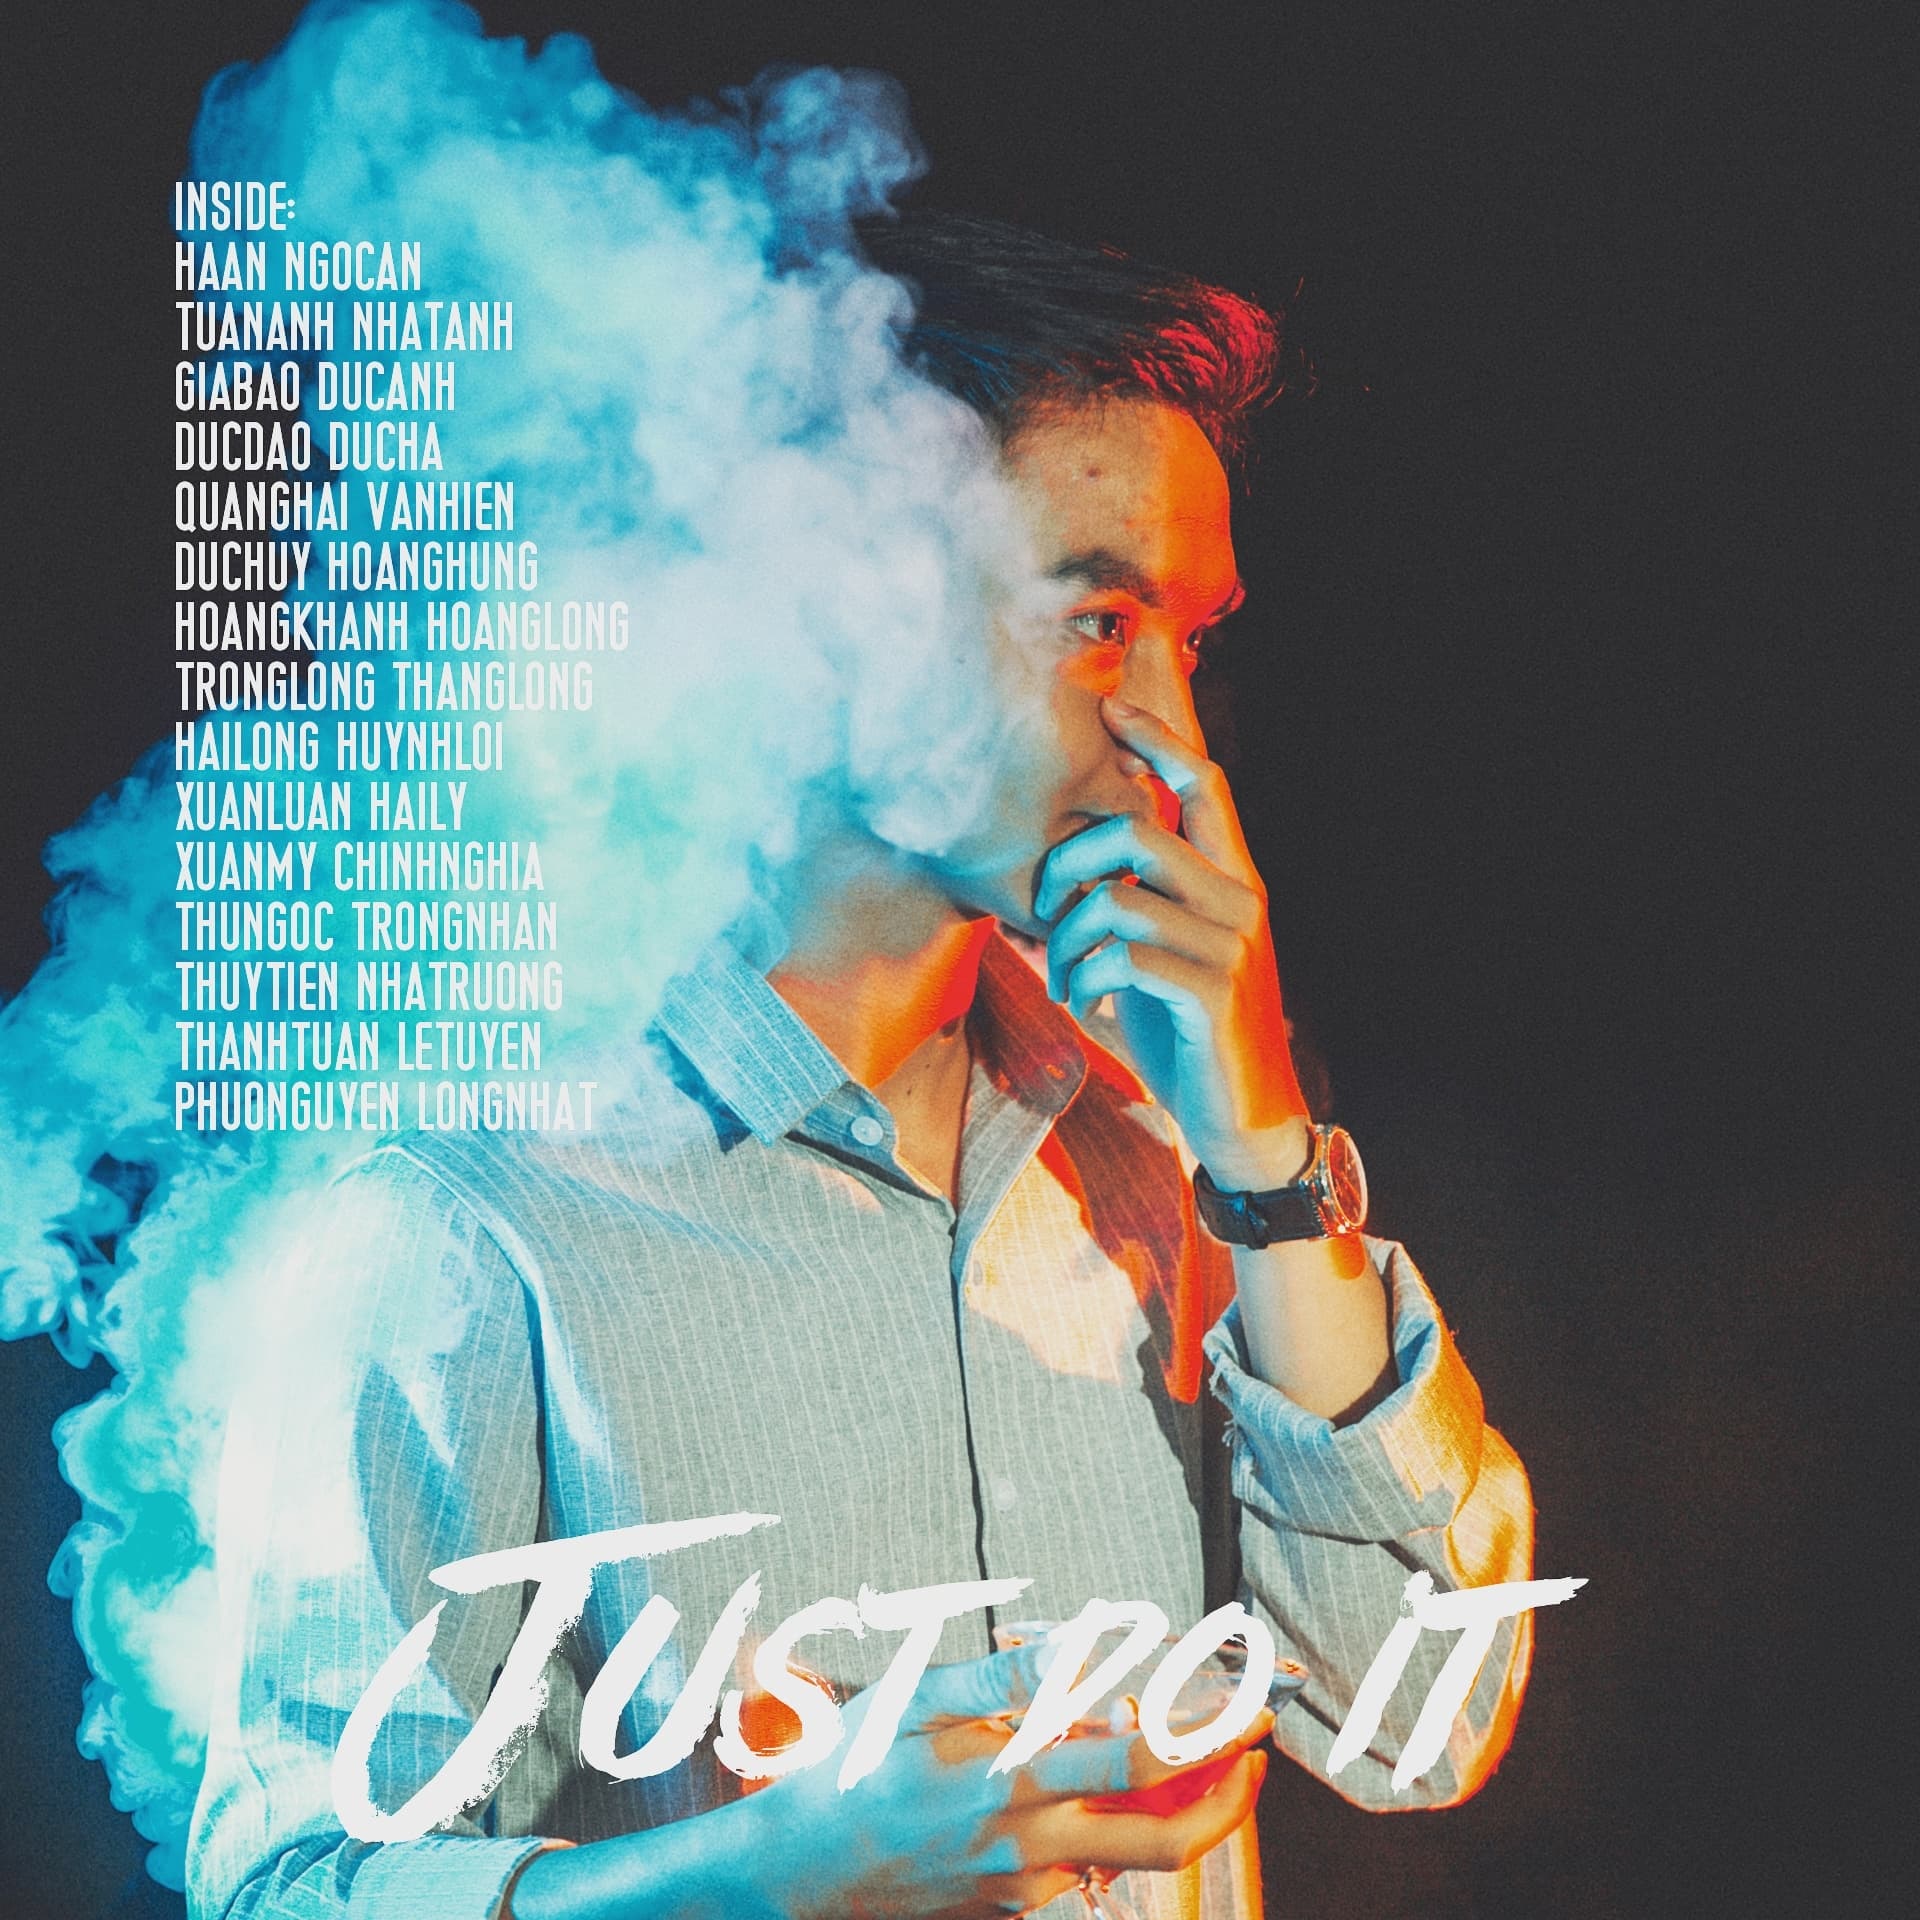 INSIDE:
HAAN NGOCAN
TUANANH NHATANH
GIABAO DUCANH
DUCDAO DUCHA
QUANGHAI VANHIEN
DUCHUY HOANGHUNG
HOANGKHANH HOANGLONG
TRONGLONG THANGLONG
HAILONG HUYNHLOI
XUANLUAN HAILY
XUANMY CHINHNGHIA
THUNGOC TRONGNHAN
THUYTIEN NHATRUONG
THANHTUAN LETUYEN
PHUONGUYEN LONGNHAT
JUST DO IT